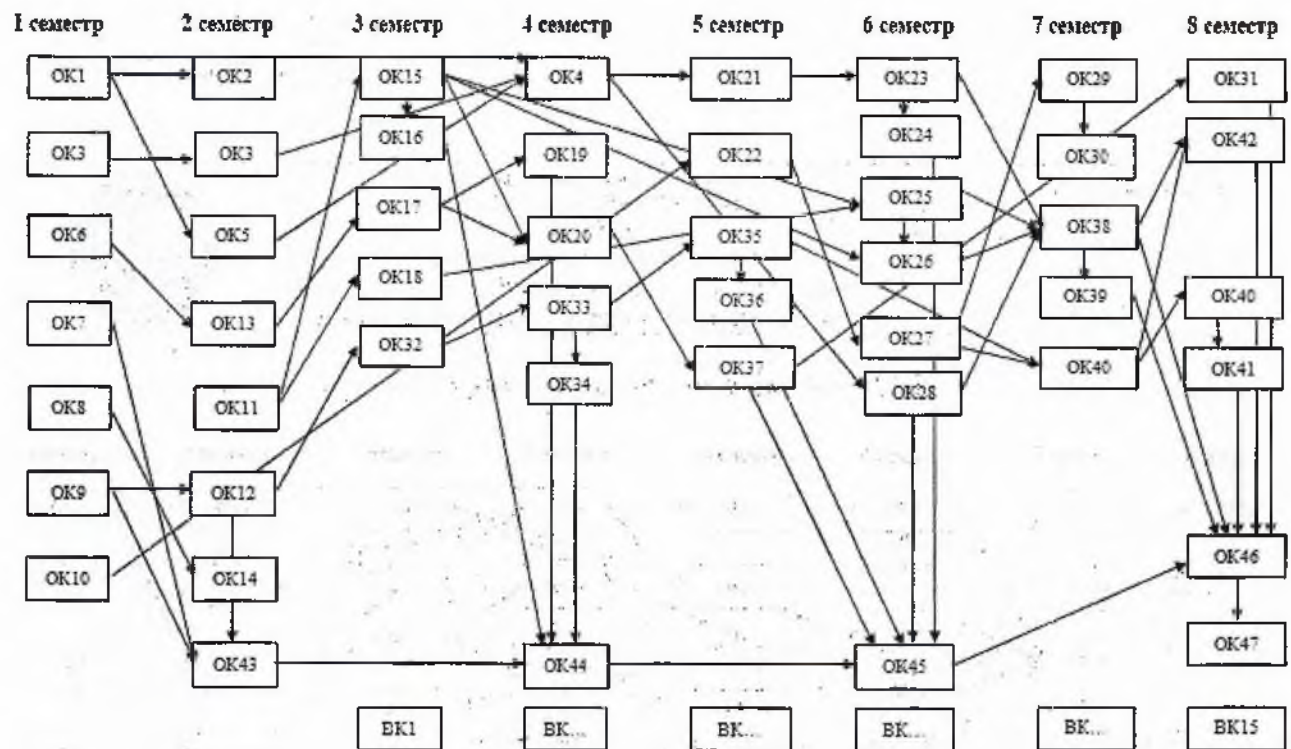 1 семестр 2 семестр 3 семестр 4 семестр 5 семестр 6 семестр 7 семестр 8 семестр
ОК1 ОК2 ОК15 ОК4 ОК21 ОК23 ОК29 ОК31
ОК16 ОК24 ОК42
ОК3 ОК3 ОК19 ОК22 ОК30
ОК17 ОК25
ОК6 ОК5 ОК20 ОК35 ОК38
ОК18 ОК26
ОК7 ОК13 ОК33 ОК36 ОК39 ОК40
ОК32 ОК27
ОК37 ОК40 ОК41
ОК8 ОК11 ОК34 ОК28
ОК9 ОК12
ОК10 ОК14 ОК46
ОК43 ОК44 ОК45 ОК47
ВК1 ВК... ВК... ВК... ВК... ВК15